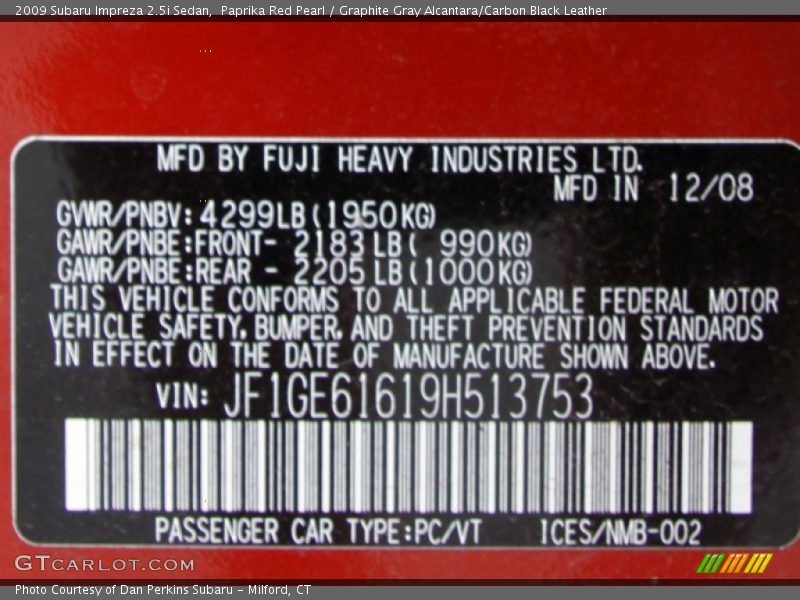 2009 Subaru Impreza 2.5i Sedan,  Paprika Red Pearl / Graphite Gray Alcantara/Carbon Black Leather
MFD BY FUJI HEAVY INDUSTRIES LTD.
MFD IN 12/08
GVWR/PNBV: 4299LB (1950KG)
GAWR/PNBE:FRONT- 2183 LB ( 990KG)
GAWR/PNBE:REAR - 2205 LB (1000KG)
THIS VEHICLE CONFORMS TO ALL APPLICABLE FEDERAL MOTOR
VEHICLE SAFETY, BUMPER, AND THEFT PREVENTION STANDARDS
IN EFFECT ON THE DATE OF MANUFACTURE SHOWN ABOVE.
VIN: JF1GE61619H513753
PASSENGER CAR TYPE:PC/VT ICES/NMB-002
GTCARLOT.COM
Photo Courtesy of Dan Perkins Subaru - Milford, CT